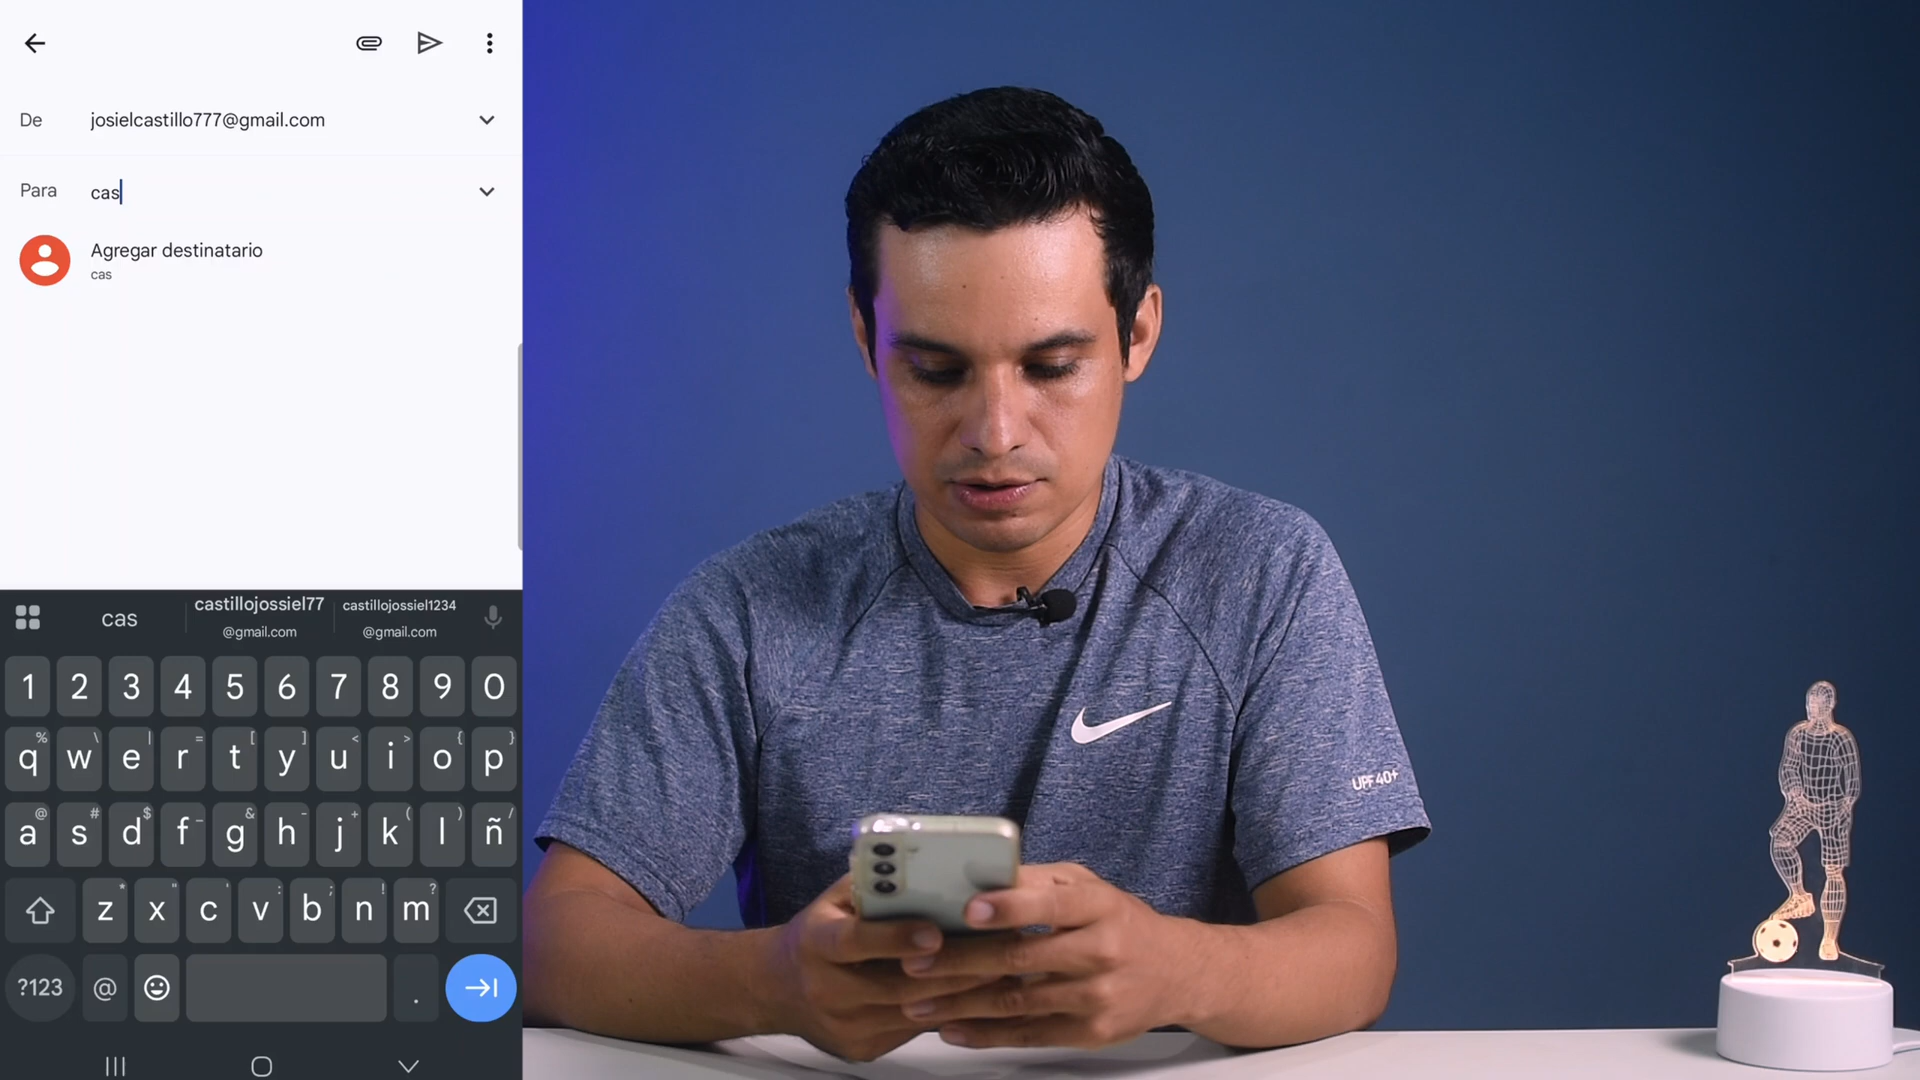 De josielcastillo777@gmail.com
Para cas
Agregar destinatario
cas
cas castillojossiel77 @gmail.com castillojossiel1234 @gmail.com
1 2 3 4 5 6 7 8 9 0
% \ | = [ ] < > { }
q w e r t y u i o p
@ # $ _ & - + ( ) /
a s d f g h j k l ñ
* " ' : ; ! ?
z x c v b n m
?123 @ .
UPF 40+